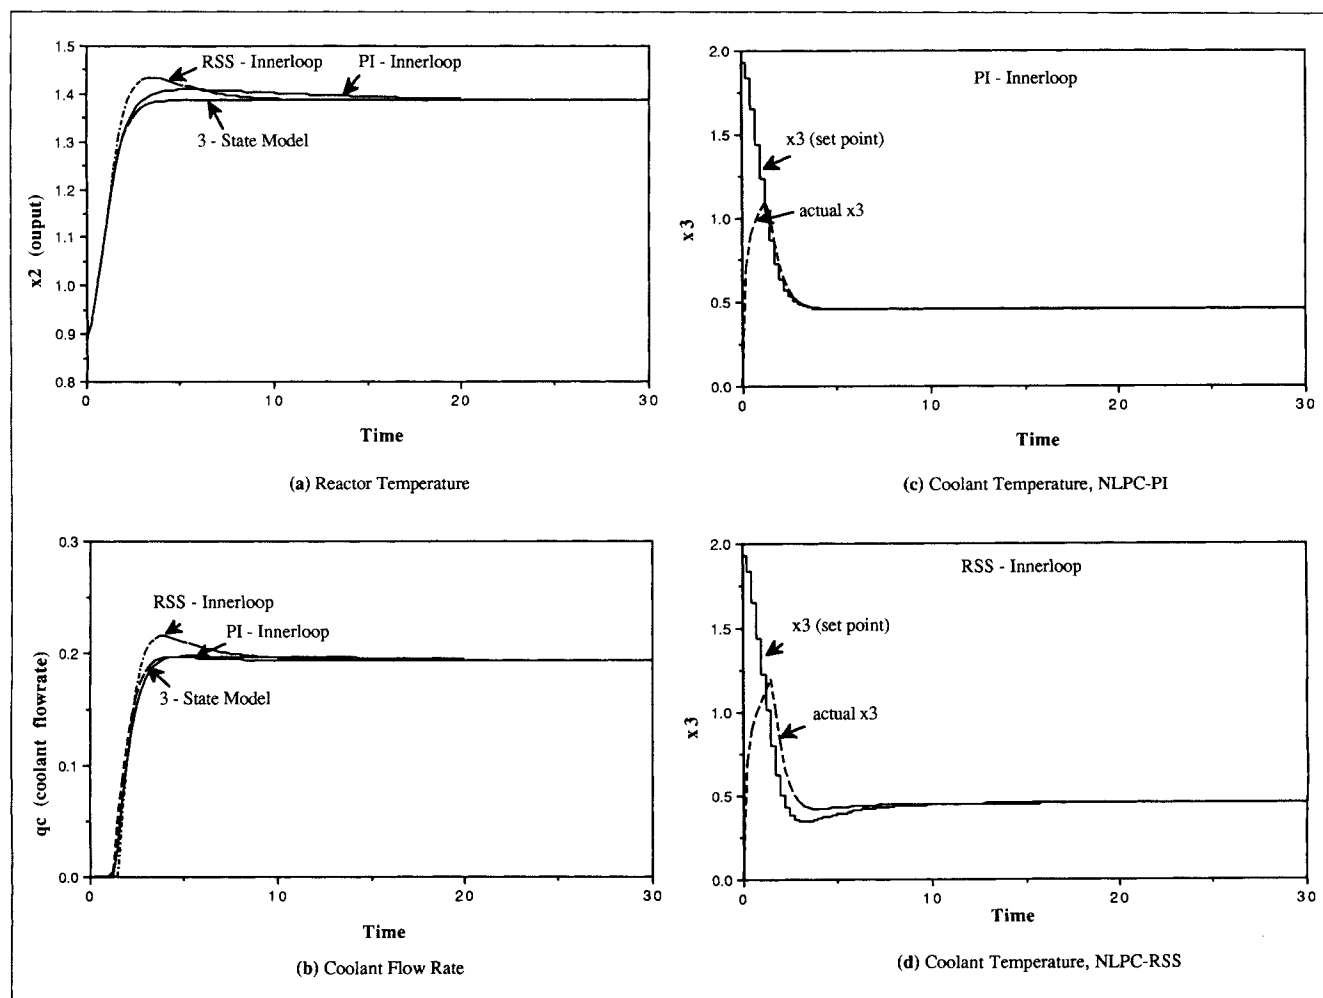 1.5
1.4
1.3
1.2
1.1
1.0
0.9
0.8
x2 (ouput)
RSS - Innerloop
PI - Innerloop
3 - State Model
0
10
20
30
Time
(a) Reactor Temperature
2.0
1.5
1.0
0.5
0.0
x3
PI - Innerloop
x3 (set point)
actual x3
0
10
20
30
Time
(c) Coolant Temperature, NLPC-PI
0.3
0.2
0.1
0.0
qc (coolant flowrate)
RSS - Innerloop
PI - Innerloop
3 - State Model
0
10
20
30
Time
(b) Coolant Flow Rate
2.0
1.5
1.0
0.5
0.0
x3
RSS - Innerloop
x3 (set point)
actual x3
0
10
20
30
Time
(d) Coolant Temperature, NLPC-RSS